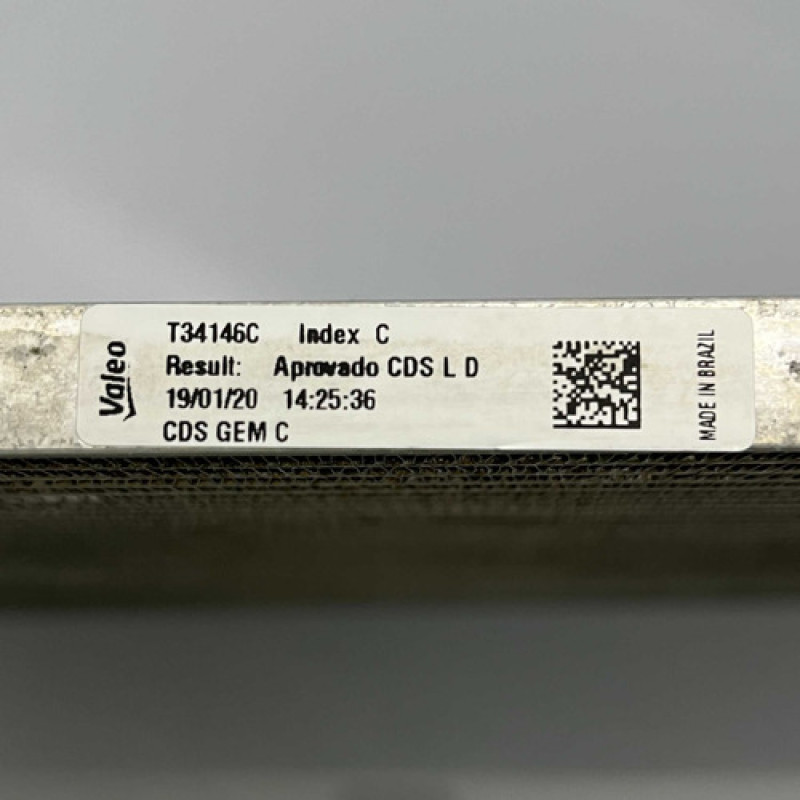 Valeo
T34146C Index C
Result: Aprovado CDS L D
19/01/20 14:25:36
CDS GEM C
MADE IN BRAZIL